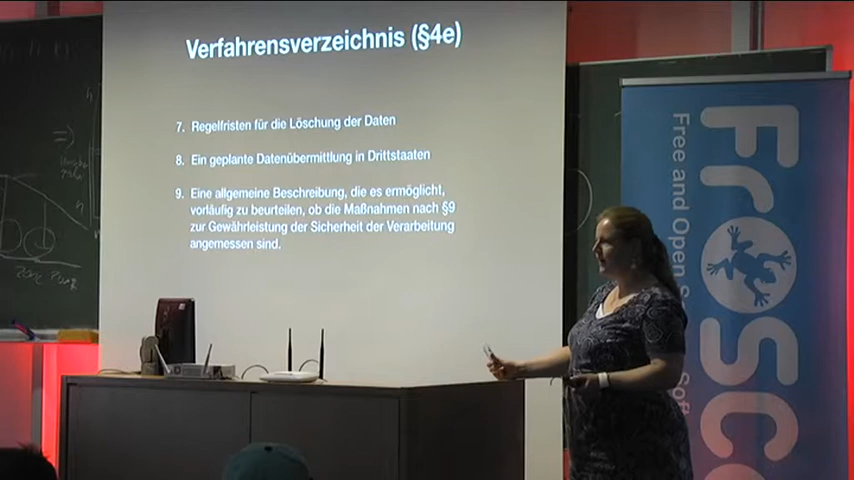 Verfahrensverzeichnis (§4e)
7. Regelfristen für die Löschung der Daten
8. Ein geplante Datenübermittlung in Drittstaaten
9. Eine allgemeine Beschreibung, die es ermöglicht,
vorläufig zu beurteilen, ob die Maßnahmen nach §9
zur Gewährleistung der Sicherheit der Verarbeitung
angemessen sind.
Free and Open S
Soft
FrOSCo